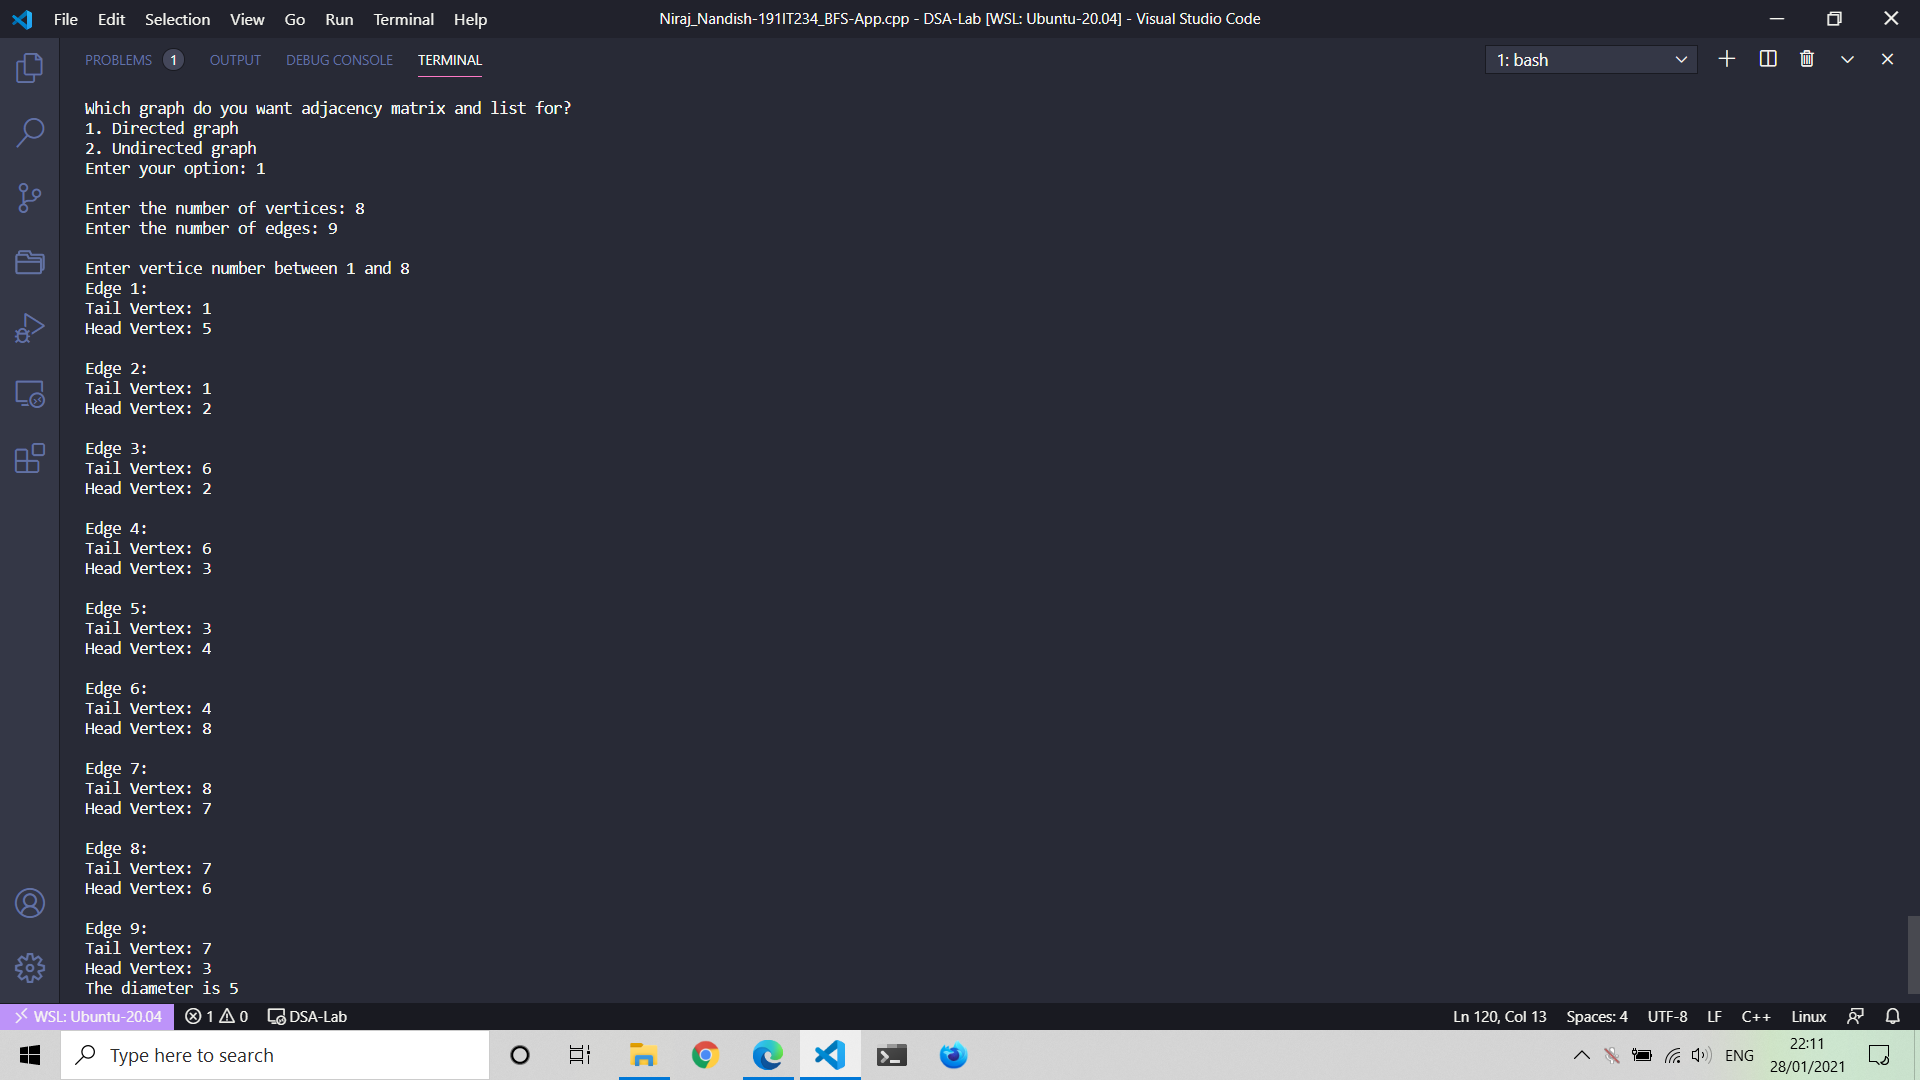 File Edit Selection View Go Run Terminal Help
Niraj_Nandish-191IT234_BFS-App.cpp - DSA-Lab [WSL: Ubuntu-20.04] - Visual Studio Code
PROBLEMS 1 OUTPUT DEBUG CONSOLE TERMINAL
1: bash
Which graph do you want adjacency matrix and list for?
1. Directed graph
2. Undirected graph
Enter your option: 1
Enter the number of vertices: 8
Enter the number of edges: 9
Enter vertice number between 1 and 8
Edge 1:
Tail Vertex: 1
Head Vertex: 5
Edge 2:
Tail Vertex: 1
Head Vertex: 2
Edge 3:
Tail Vertex: 6
Head Vertex: 2
Edge 4:
Tail Vertex: 6
Head Vertex: 3
Edge 5:
Tail Vertex: 3
Head Vertex: 4
Edge 6:
Tail Vertex: 4
Head Vertex: 8
Edge 7:
Tail Vertex: 8
Head Vertex: 7
Edge 8:
Tail Vertex: 7
Head Vertex: 6
Edge 9:
Tail Vertex: 7
Head Vertex: 3
The diameter is 5
WSL: Ubuntu-20.04 1 0 DSA-Lab
Ln 120, Col 13 Spaces: 4 UTF-8 LF C++ Linux
Type here to search
ENG
22:11
28/01/2021